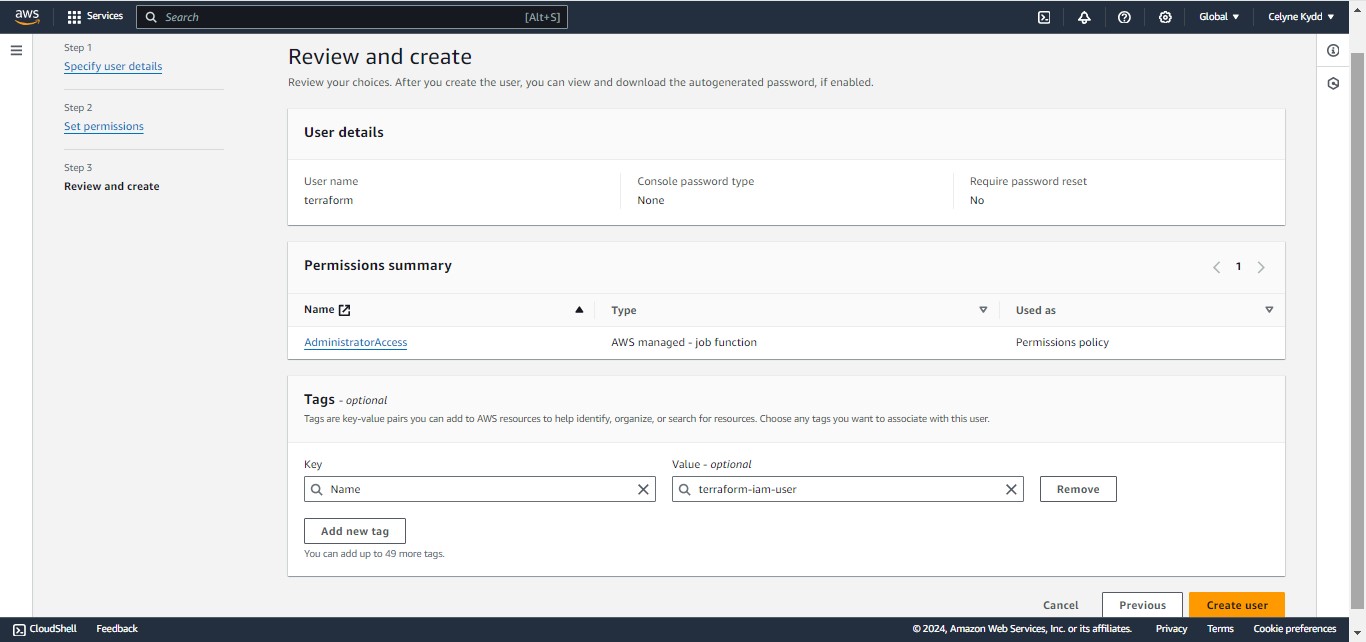 aws
Services
Search
[Alt+S]
Global ▼
Celyne Kydd ▼
Step 1
Specify user details
Step 2
Set permissions
Step 3
Review and create
Review and create
Review your choices. After you create the user, you can view and download the autogenerated password, if enabled.
User details
User name
terraform
Console password type
None
Require password reset
No
Permissions summary
1
Name
Type
Used as
AdministratorAccess
AWS managed - job function
Permissions policy
Tags - optional
Tags are key-value pairs you can add to AWS resources to help identify, organize, or search for resources. Choose any tags you want to associate with this user.
Key
Value - optional
Name
terraform-iam-user
Remove
Add new tag
You can add up to 49 more tags.
Cancel
Previous
Create user
CloudShell
Feedback
© 2024, Amazon Web Services, Inc. or its affiliates.
Privacy
Terms
Cookie preferences